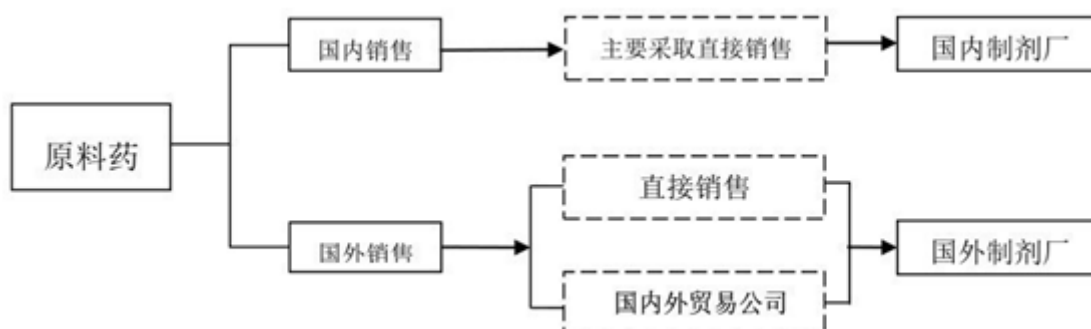 国内销售
主要采取直接销售
国内制剂厂
原料药
直接销售
国外销售
国外制剂厂
国内外贸易公司